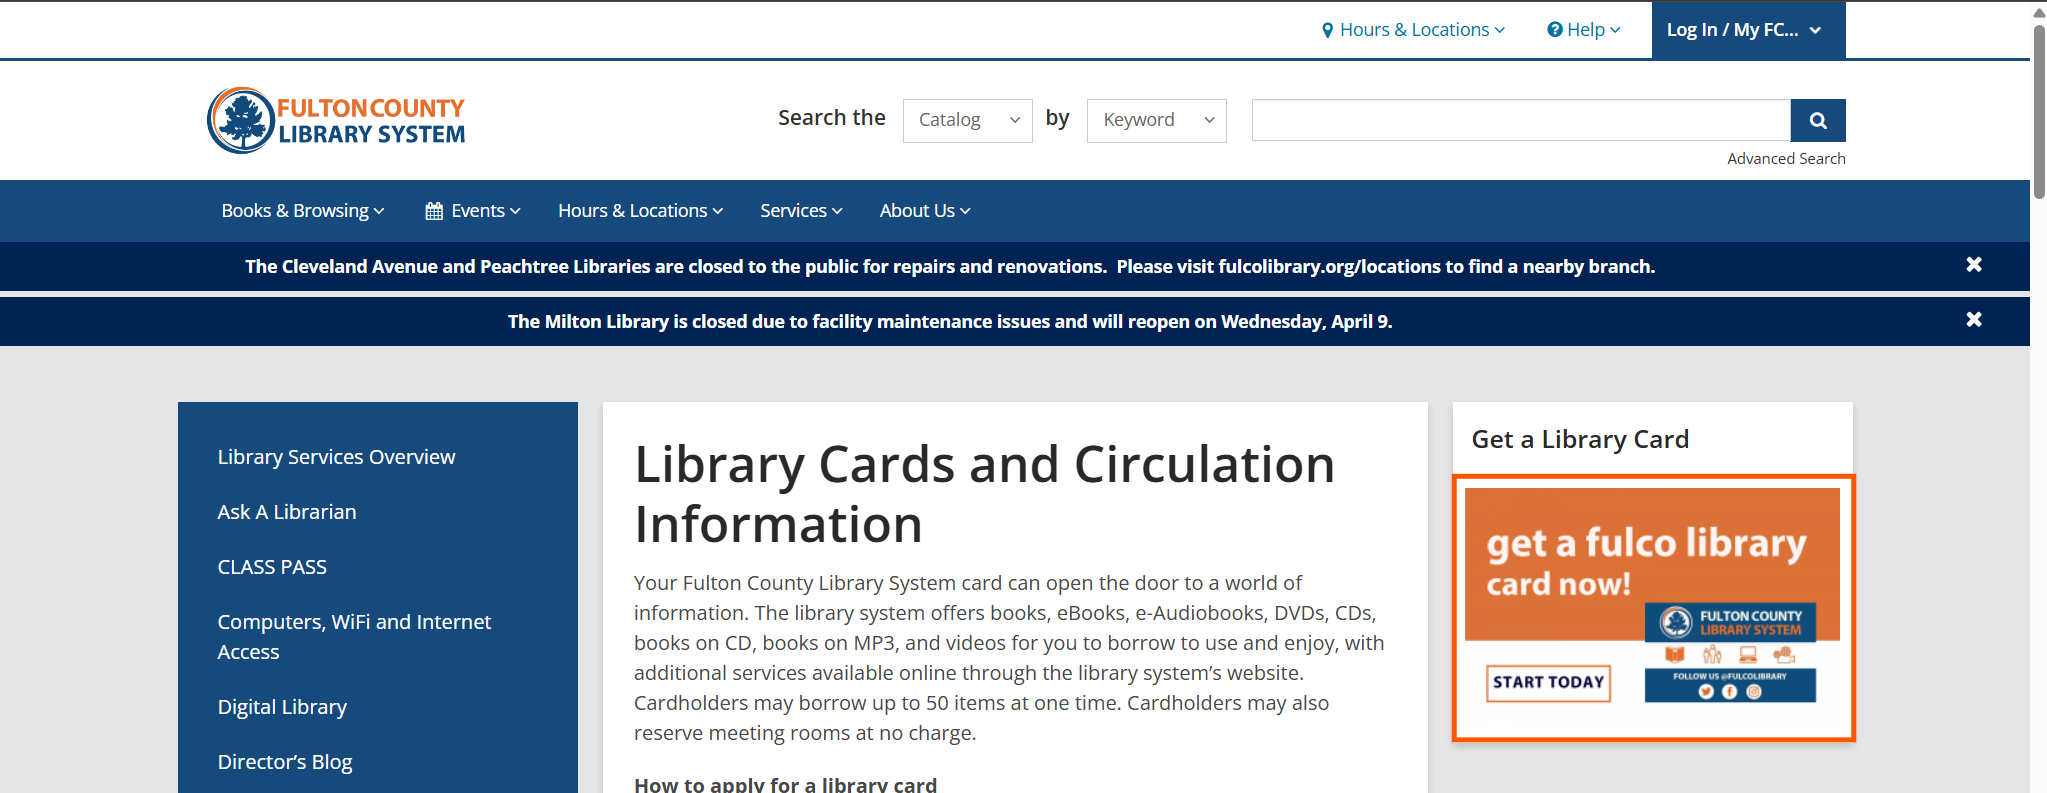 Hours & Locations
Help
Log In / My FC...
FULTON COUNTY
LIBRARY SYSTEM
Search the
Catalog
by
Keyword
Advanced Search
Books & Browsing
Events
Hours & Locations
Services
About Us
The Cleveland Avenue and Peachtree Libraries are closed to the public for repairs and renovations.  Please visit fulcolibrary.org/locations to find a nearby branch.
The Milton Library is closed due to facility maintenance issues and will reopen on Wednesday, April 9.
Library Services Overview
Ask A Librarian
CLASS PASS
Computers, WiFi and Internet
Access
Digital Library
Director's Blog
Library Cards and Circulation
Information
Your Fulton County Library System card can open the door to a world of
information. The library system offers books, eBooks, e-Audiobooks, DVDs, CDs,
books on CD, books on MP3, and videos for you to borrow to use and enjoy, with
additional services available online through the library system's website.
Cardholders may borrow up to 50 items at one time. Cardholders may also
reserve meeting rooms at no charge.
How to apply for a library card
Get a Library Card
get a fulco library
card now!
FULTON COUNTY
LIBRARY SYSTEM
START TODAY
FOLLOW US @FULCOLIBRARY